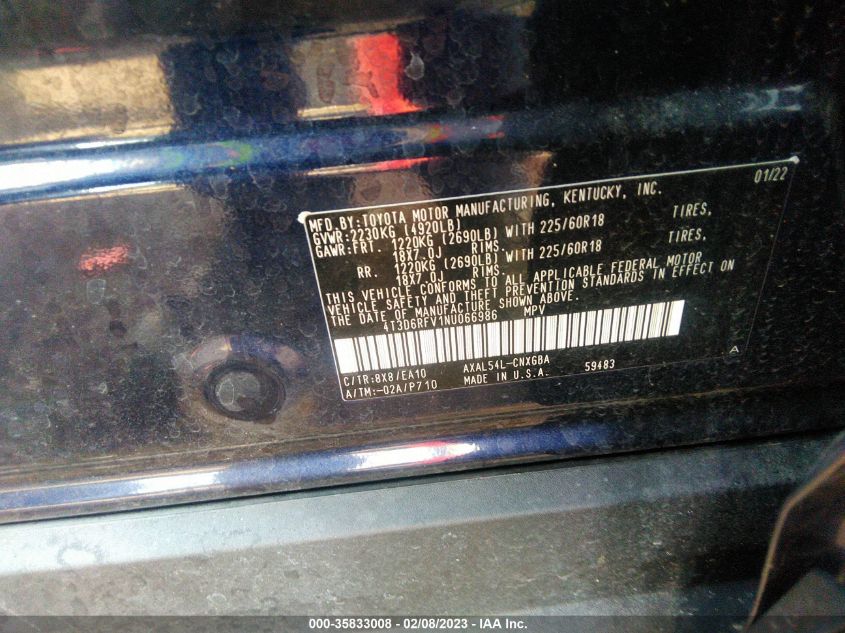 01/22
MFD.BY:TOYOTA MOTOR MANUFACTURING, KENTUCKY, INC.
GVWR:2230KG (4920LB)
GAWR:FRT. 1220KG (2690LB) WITH 225/60R18 TIRES,
18X7.0J RIMS.
RR. 1220KG (2690LB) WITH 225/60R18 TIRES,
18X7.0J RIMS.
THIS VEHICLE CONFORMS TO ALL APPLICABLE FEDERAL MOTOR
VEHICLE SAFETY AND THEFT PREVENTION STANDARDS IN EFFECT ON
THE DATE OF MANUFACTURE SHOWN ABOVE.
4T3D6RFV1NU066986 MPV
C/TR:8X8/EA10 AXAL54L-CNXGBA 59483 A
A/TM:-02A/P710 MADE IN U.S.A.
000-35833008 - 02/08/2023 - IAA Inc.